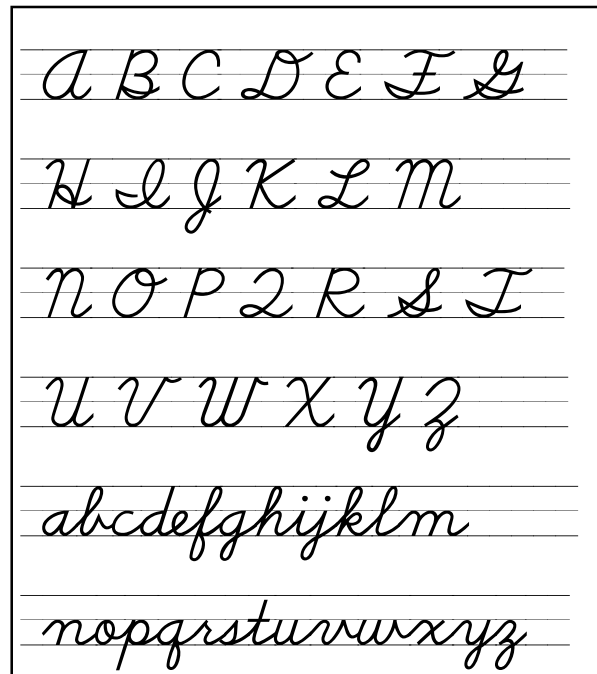 A B C D E F G
H I J K L M
N O P Q R S T
U V W X Y Z
abcdefghijklm
nopqrstuvwxyz